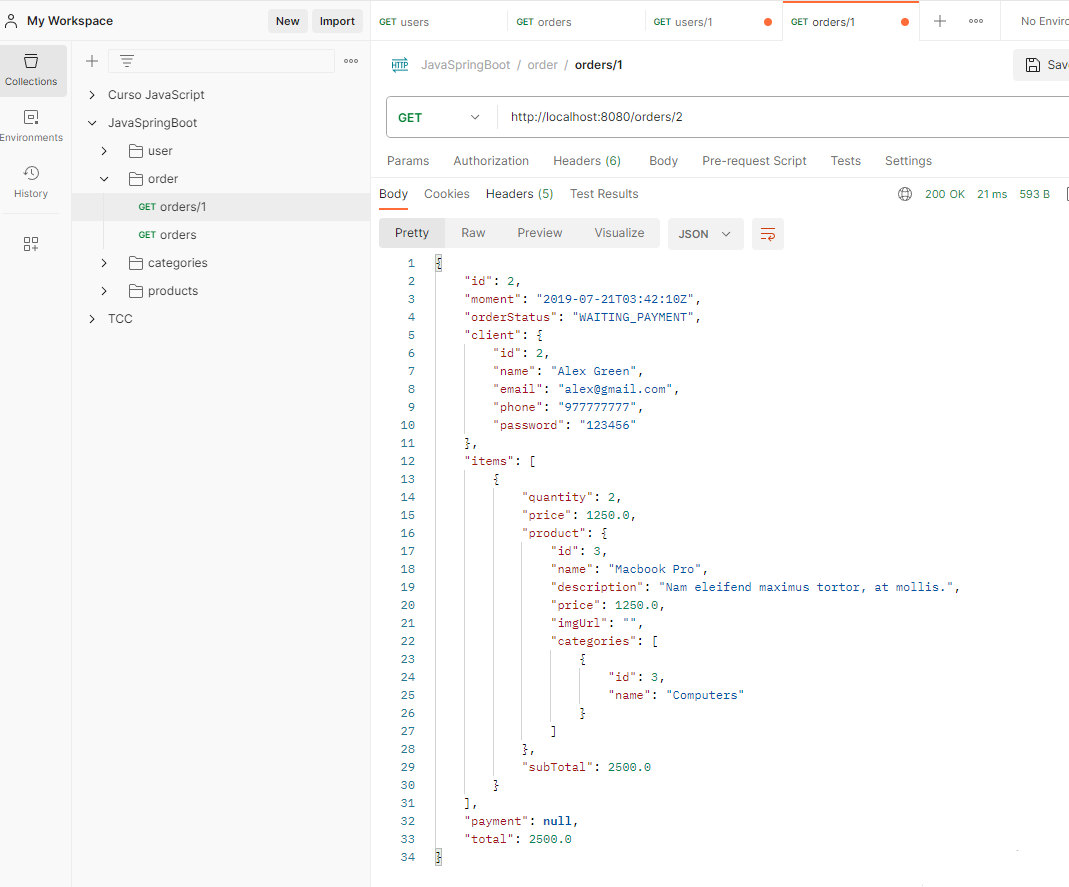 My Workspace New Import
GET users GET orders GET users/1 GET orders/1 No Enviro
Collections
Environments
History
Curso JavaScript
JavaSpringBoot
user
order
GET orders/1
GET orders
categories
products
TCC
HTTP JavaSpringBoot / order / orders/1 Save
GET http://localhost:8080/orders/2
Params Authorization Headers (6) Body Pre-request Script Tests Settings
Body Cookies Headers (5) Test Results 200 OK 21 ms 593 B
Pretty Raw Preview Visualize JSON
1 {
2 "id": 2,
3 "moment": "2019-07-21T03:42:10Z",
4 "orderStatus": "WAITING_PAYMENT",
5 "client": {
6 "id": 2,
7 "name": "Alex Green",
8 "email": "alex@gmail.com",
9 "phone": "977777777",
10 "password": "123456"
11 },
12 "items": [
13 {
14 "quantity": 2,
15 "price": 1250.0,
16 "product": {
17 "id": 3,
18 "name": "Macbook Pro",
19 "description": "Nam eleifend maximus tortor, at mollis.",
20 "price": 1250.0,
21 "imgUrl": "",
22 "categories": [
23 {
24 "id": 3,
25 "name": "Computers"
26 }
27 ]
28 },
29 "subTotal": 2500.0
30 }
31 ],
32 "payment": null,
33 "total": 2500.0
34 }